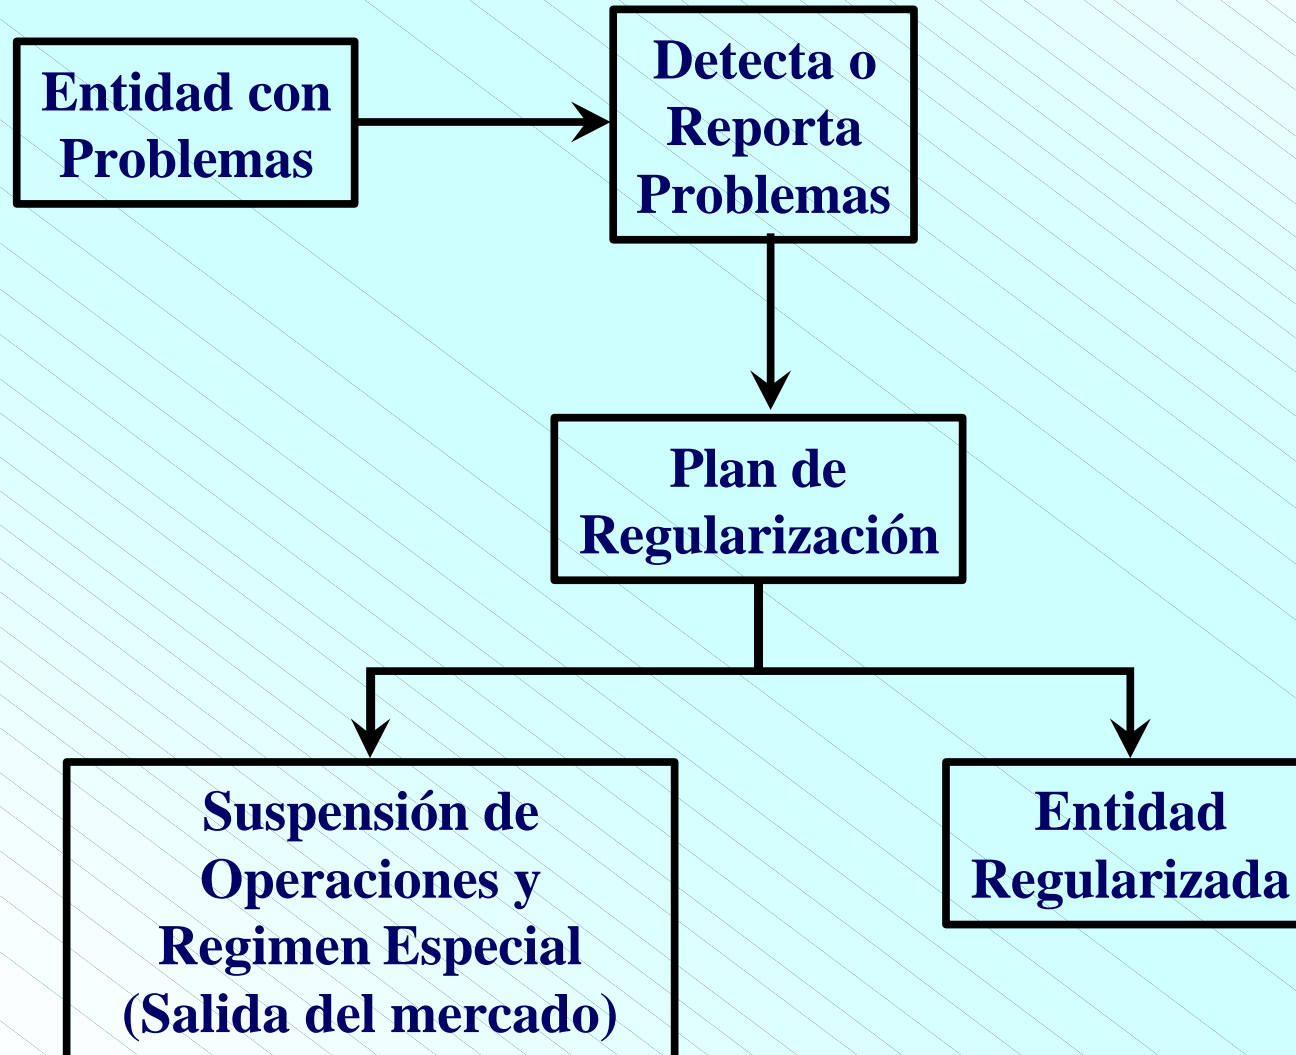 Entidad con
Problemas
Detecta o
Reporta
Problemas
Plan de
Regularización
Suspensión de
Operaciones y
Regimen Especial
(Salida del mercado)
Entidad
Regularizada